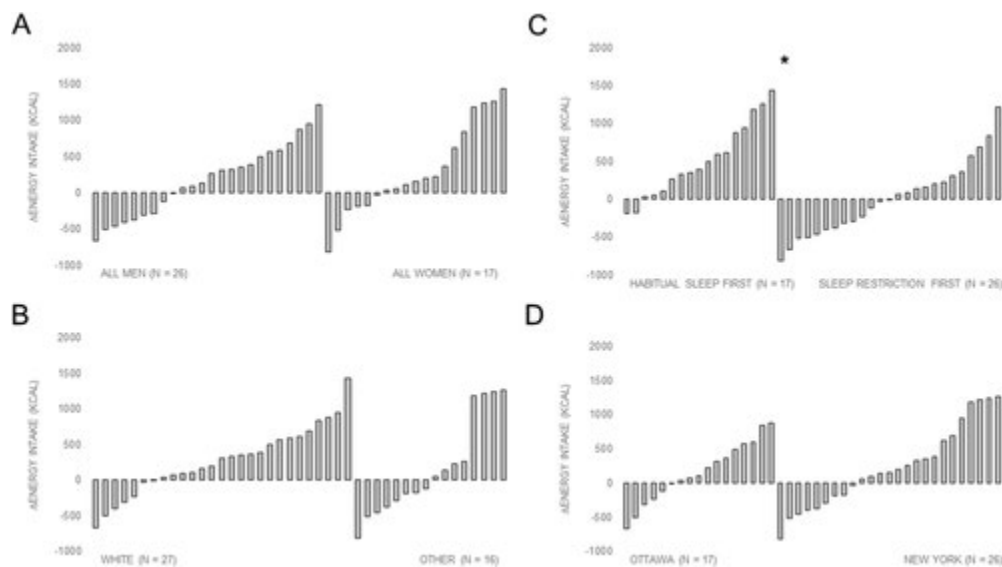 A
2000
1500
1000
500
0
-500
-1000
ΔENERGY INTAKE (KCAL)
ALL MEN (N = 26)
ALL WOMEN (N = 17)
B
2000
1500
1000
500
0
-500
-1000
ΔENERGY INTAKE (KCAL)
WHITE (N = 27)
OTHER (N = 16)
C
2000
*
1500
1000
500
0
-500
-1000
ΔENERGY INTAKE (KCAL)
HABITUAL SLEEP FIRST (N = 17)
SLEEP RESTRICTION FIRST (N = 26)
D
2000
1500
1000
500
0
-500
-1000
ΔENERGY INTAKE (KCAL)
OTTAWA (N = 17)
NEW YORK (N = 26)